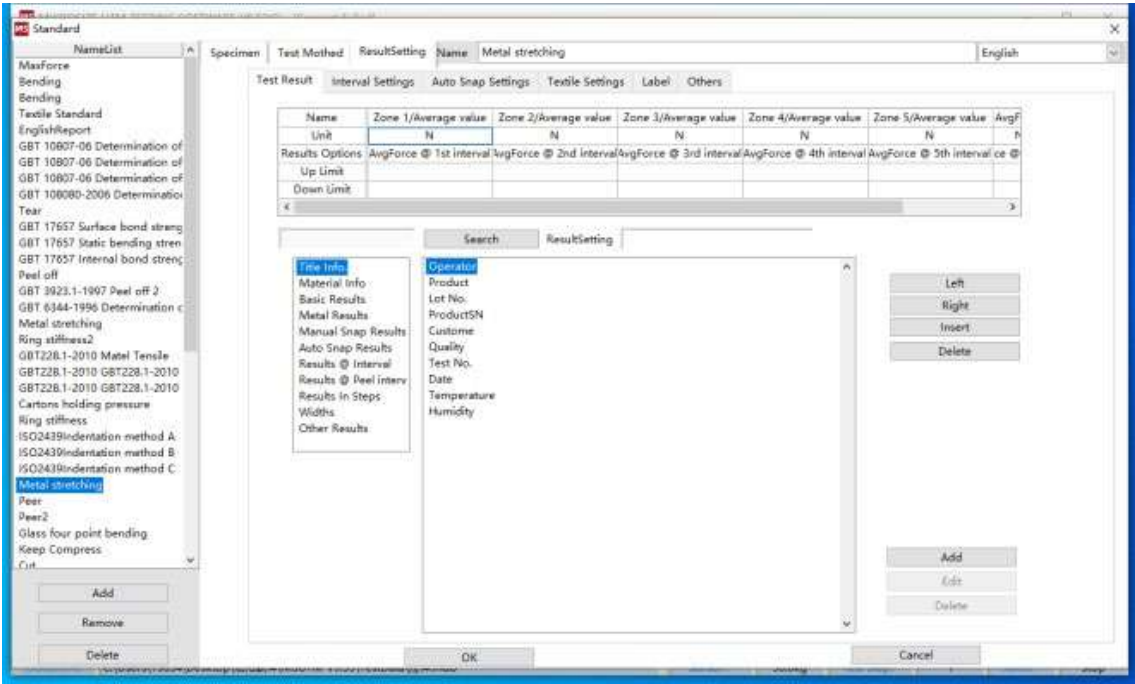 Standard
NameList
MaxForce
Bending
Bending
Textile Standard
EnglishReport
GBT 10807-06 Determination of
GBT 10807-06 Determination of
GBT 10807-06 Determination of
GBT 108080-2006 Determination
Tear
GBT 17657 Surface bond streng
GBT 17657 Static bending stren
GBT 17657 Internal bond streng
Peel off
GBT 3923.1-1997 Peel off 2
GBT 6344-1996 Determination c
Metal stretching
Ring stiffness2
GBT228.1-2010 Matel Tensile
GBT228.1-2010 GBT228.1-2010
GBT228.1-2010 GBT228.1-2010
Cartons holding pressure
Ring stiffness
ISO2439Indentation method A
ISO2439Indentation method B
ISO2439Indentation method C
Metal stretching
Peer
Peer2
Glass four point bending
Keep Compress
Cut
Add
Remove
Delete
Specimen Test Mothed ResultSetting Name Metal stretching English
Test Result Interval Settings Auto Snap Settings Textile Settings Label Others
Name Zone 1/Average value Zone 2/Average value Zone 3/Average value Zone 4/Average value Zone 5/Average value AvgF
Unit N N N N N N
Results Options AvgForce @ 1st interval AvgForce @ 2nd interval AvgForce @ 3rd interval AvgForce @ 4th interval AvgForce @ 5th interval ce @
Up Limit
Down Limit
Search ResultSetting
Title Info.
Material Info
Basic Results
Metal Results
Manual Snap Results
Auto Snap Results
Results @ Interval
Results @ Peel interv
Results In Steps
Widths
Other Results
Operator
Product
Lot No.
ProductSN
Custome
Quality
Test No.
Date
Temperature
Humidity
Left
Right
Insert
Delete
Add
Edit
Delete
OK Cancel